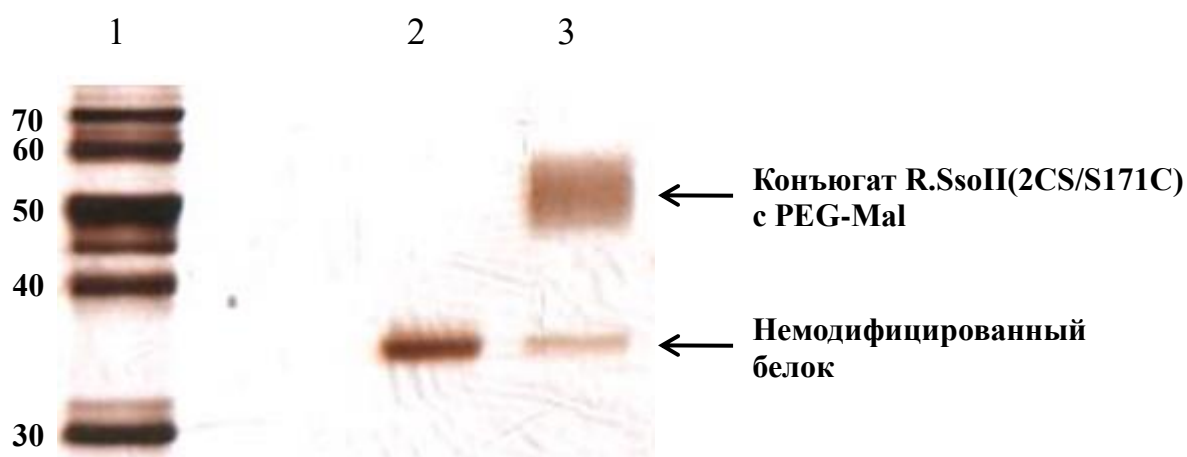 1 2 3
70
60
50
40
30
Конъюгат R.SsoII(2CS/S171C)
с PEG-Mal
Немодифицированный
белок